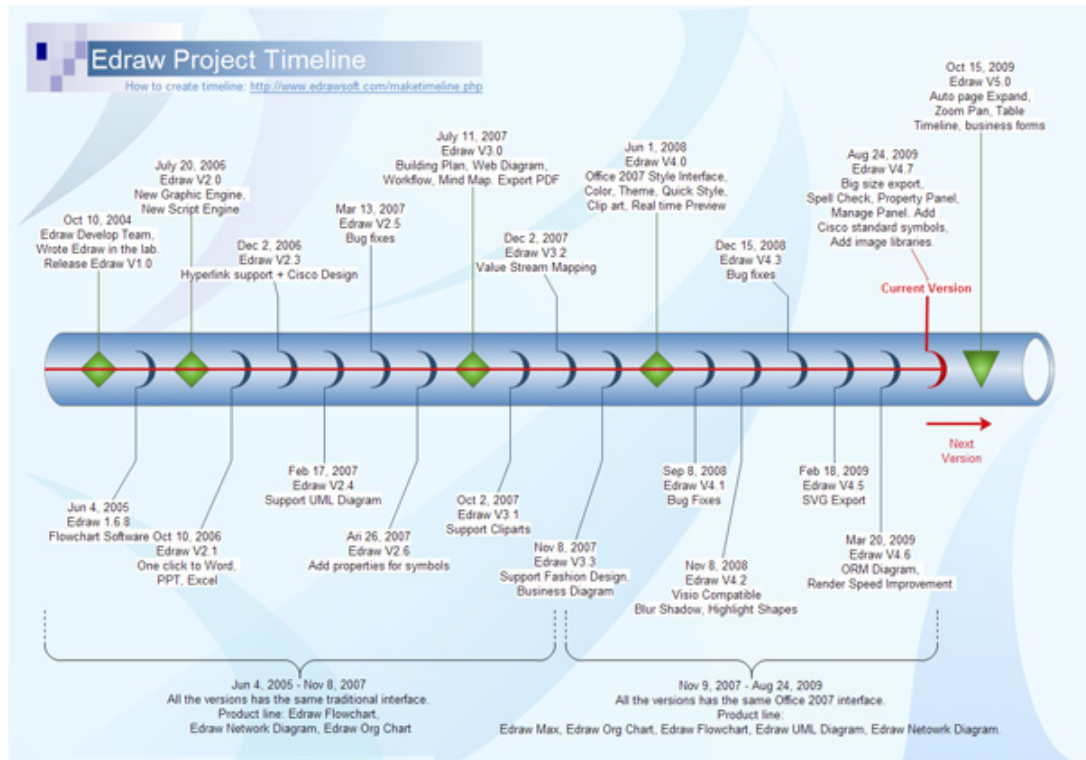 Edraw Project Timeline
How to create timeline: http://www.edrawsoft.com/maketimeline.php
Oct 10, 2004
Edraw Develop Team,
Wrote Edraw in the lab.
Release Edraw V1.0
July 20, 2006
Edraw V2.0
New Graphic Engine,
New Script Engine
Dec 2, 2006
Edraw V2.3
Hyperlink support + Cisco Design
Mar 13, 2007
Edraw V2.5
Bug fixes
July 11, 2007
Edraw V3.0
Building Plan, Web Diagram,
Workflow, Mind Map. Export PDF
Dec 2, 2007
Edraw V3.2
Value Stream Mapping
Jun 1, 2008
Edraw V4.0
Office 2007 Style Interface,
Color, Theme, Quick Style,
Clip art, Real time Preview
Dec 15, 2008
Edraw V4.3
Bug fixes
Aug 24, 2009
Edraw V4.7
Big size export,
Spell Check, Property Panel,
Manage Panel. Add
Cisco standard symbols,
Add image libraries.
Current Version
Oct 15, 2009
Edraw V5.0
Auto page Expand,
Zoom Pan, Table
Timeline, business forms
Next
Version
Jun 4, 2005
Edraw 1.6.8
Flowchart Software
Oct 10, 2006
Edraw V2.1
One click to Word,
PPT, Excel
Feb 17, 2007
Edraw V2.4
Support UML Diagram
Ari 26, 2007
Edraw V2.6
Add properties for symbols
Oct 2, 2007
Edraw V3.1
Support Cliparts
Nov 8, 2007
Edraw V3.3
Support Fashion Design,
Business Diagram
Sep 8, 2008
Edraw V4.1
Bug Fixes
Nov 8, 2008
Edraw V4.2
Visio Compatible
Blur Shadow, Highlight Shapes
Feb 18, 2009
Edraw V4.5
SVG Export
Mar 20, 2009
Edraw V4.6
ORM Diagram,
Render Speed Improvement
Jun 4, 2005 - Nov 8, 2007
All the versions has the same traditional interface.
Product line: Edraw Flowchart,
Edraw Network Diagram, Edraw Org Chart
Nov 9, 2007 - Aug 24, 2009
All the versions has the same Office 2007 interface.
Product line:
Edraw Max, Edraw Org Chart, Edraw Flowchart, Edraw UML Diagram, Edraw Netowrk Diagram.